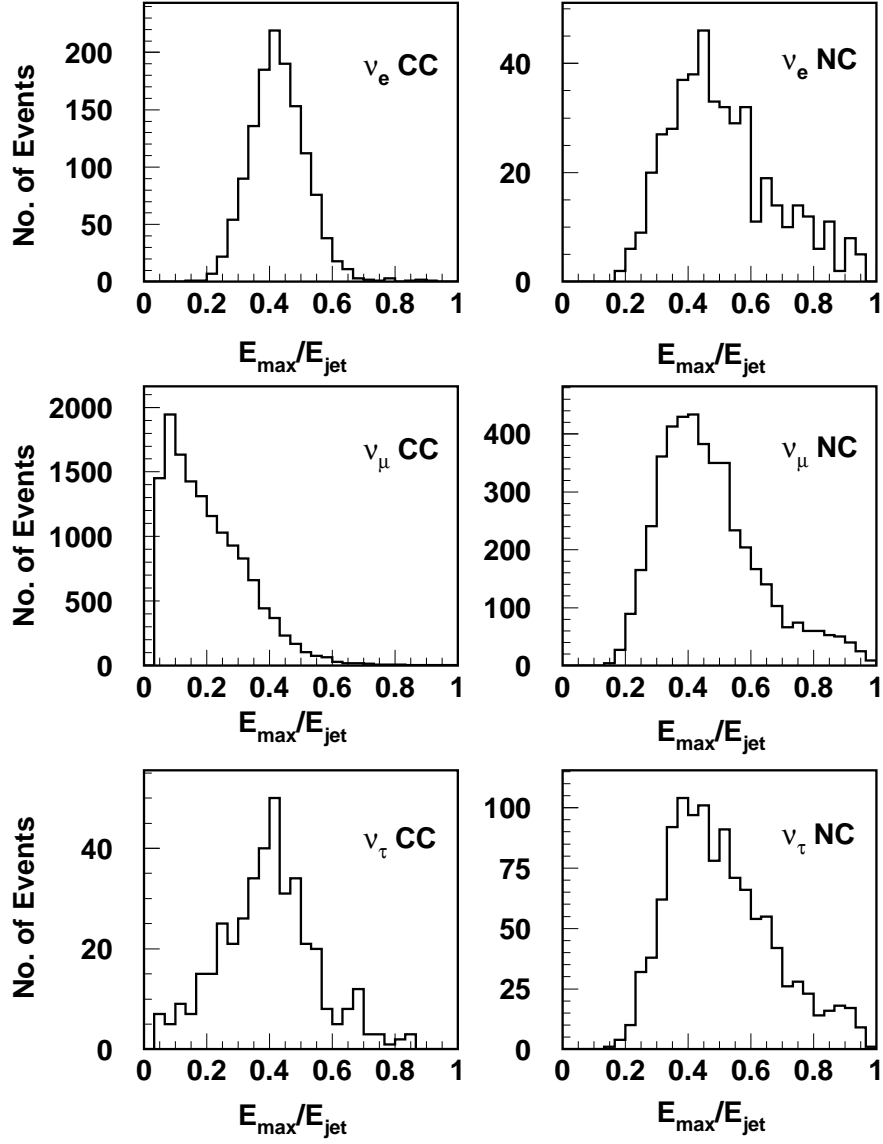 ν_e CC
No. of Events
200
150
100
50
0
0 0.2 0.4 0.6 0.8 1
E_max/E_jet
ν_e NC
40
20
0
0 0.2 0.4 0.6 0.8 1
E_max/E_jet
ν_μ CC
No. of Events
2000
1500
1000
500
0
0 0.2 0.4 0.6 0.8 1
E_max/E_jet
ν_μ NC
400
300
200
100
0
0 0.2 0.4 0.6 0.8 1
E_max/E_jet
ν_τ CC
No. of Events
40
20
0
0 0.2 0.4 0.6 0.8 1
E_max/E_jet
ν_τ NC
100
75
50
25
0
0 0.2 0.4 0.6 0.8 1
E_max/E_jet